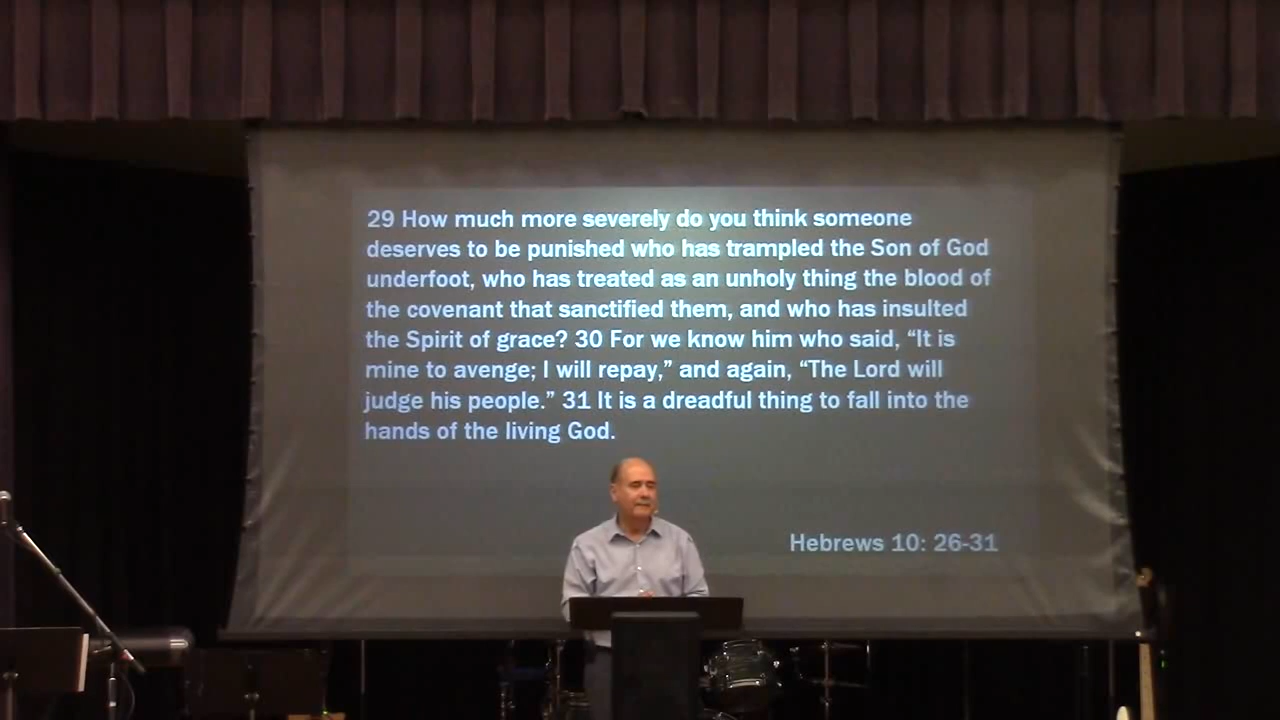 29 How much more severely do you think someone
deserves to be punished who has trampled the Son of God
underfoot, who has treated as an unholy thing the blood of
the covenant that sanctified them, and who has insulted
the Spirit of grace? 30 For we know him who said, “It is
mine to avenge; I will repay,” and again, “The Lord will
judge his people.” 31 It is a dreadful thing to fall into the
hands of the living God.
Hebrews 10: 26-31